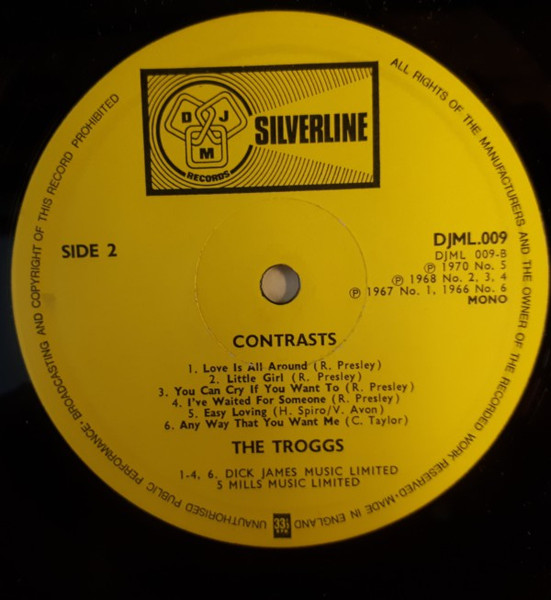 D J M
RECORDS
SILVERLINE
SIDE 2
DJML.009
DJML 009-B
Ⓟ 1970 No. 5
Ⓟ 1968 No. 2, 3, 4
Ⓟ 1967 No. 1, 1966 No. 6
MONO
CONTRASTS
1. Love Is All Around (R. Presley)
2. Little Girl (R. Presley)
3. You Can Cry If You Want To (R. Presley)
4. I've Waited For Someone (R. Presley)
5. Easy Loving (H. Spiro/V. Avon)
6. Any Way That You Want Me (C. Taylor)
THE TROGGS
1-4, 6. DICK JAMES MUSIC LIMITED
5 MILLS MUSIC LIMITED
ALL RIGHTS OF THE MANUFACTURERS AND THE OWNER OF THE RECORDED WORK RESERVED • MADE IN ENGLAND
UNAUTHORISED PUBLIC PERFORMANCE • BROADCASTING AND COPYRIGHT OF THIS RECORD PROHIBITED
33⅓